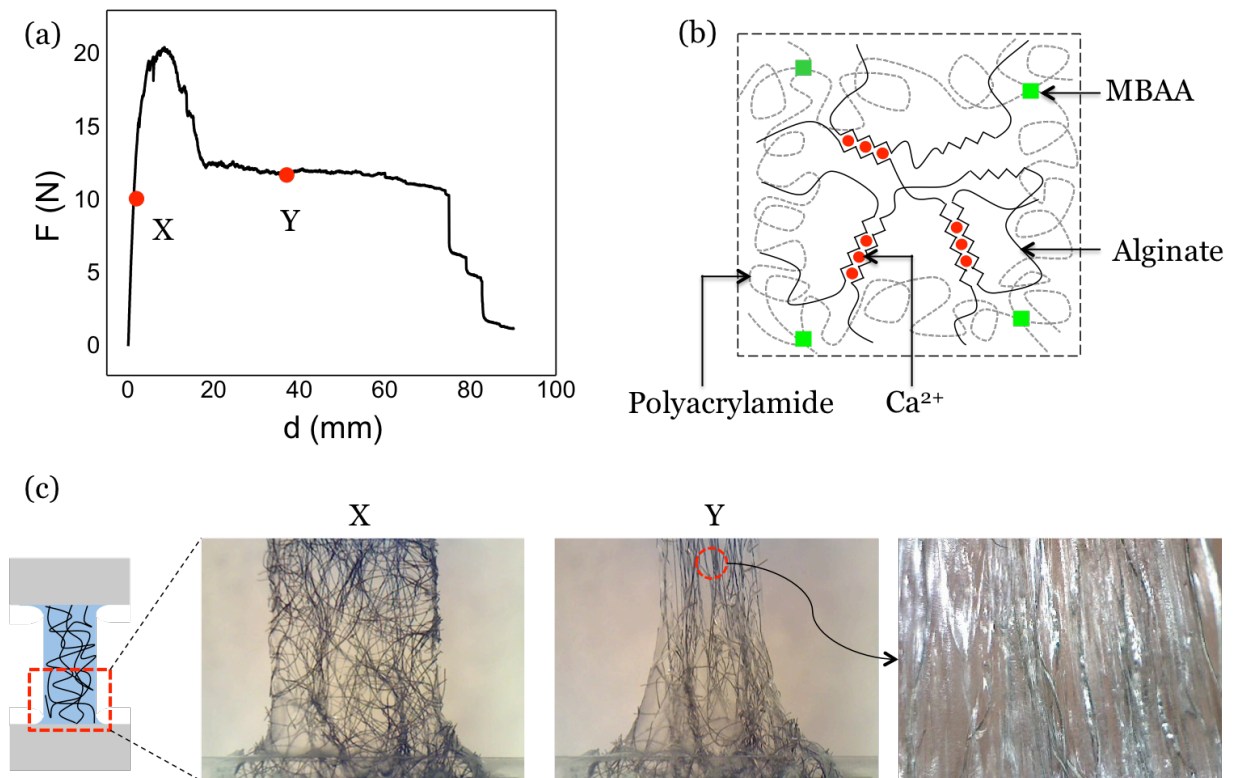 (a)
20
15
10
5
0
F (N)
X
Y
0 20 40 60 80 100
d (mm)
(b)
MBAA
Alginate
Polyacrylamide
Ca²⁺
(c)
X
Y